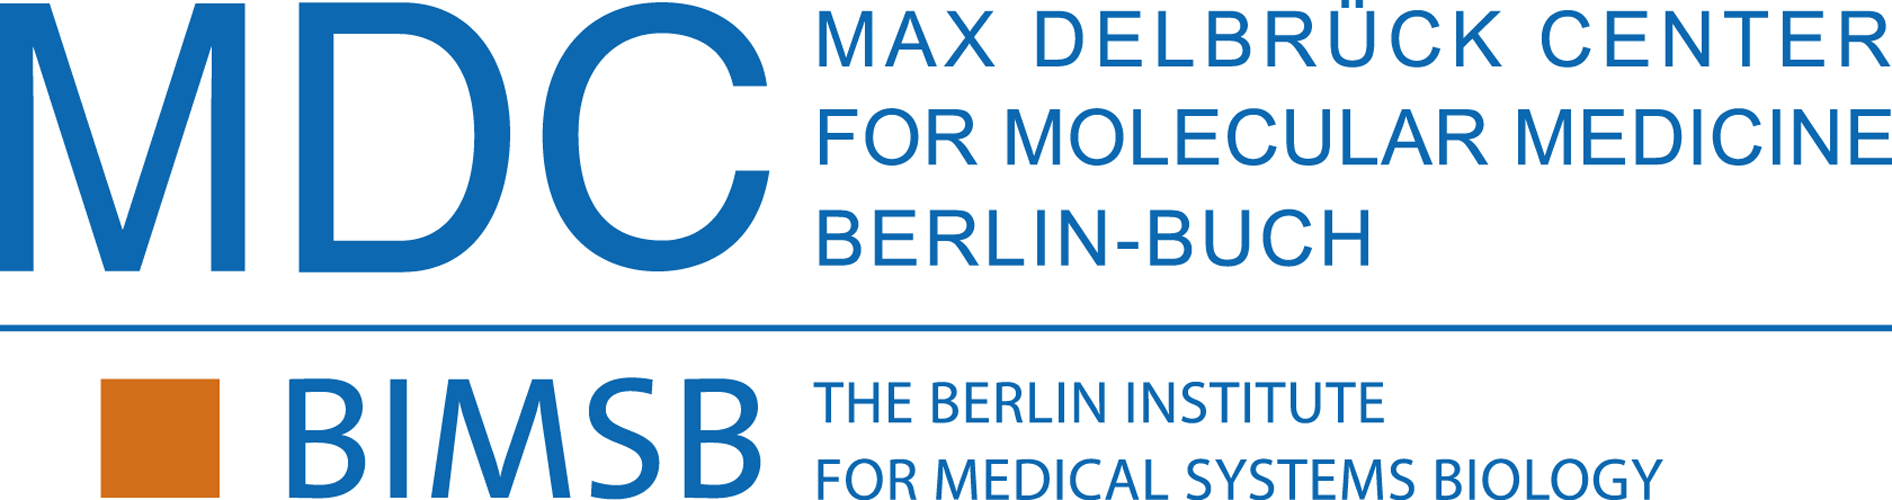 MDC
MAX DELBRÜCK CENTER
FOR MOLECULAR MEDICINE
BERLIN-BUCH
BIMSB
THE BERLIN INSTITUTE
FOR MEDICAL SYSTEMS BIOLOGY